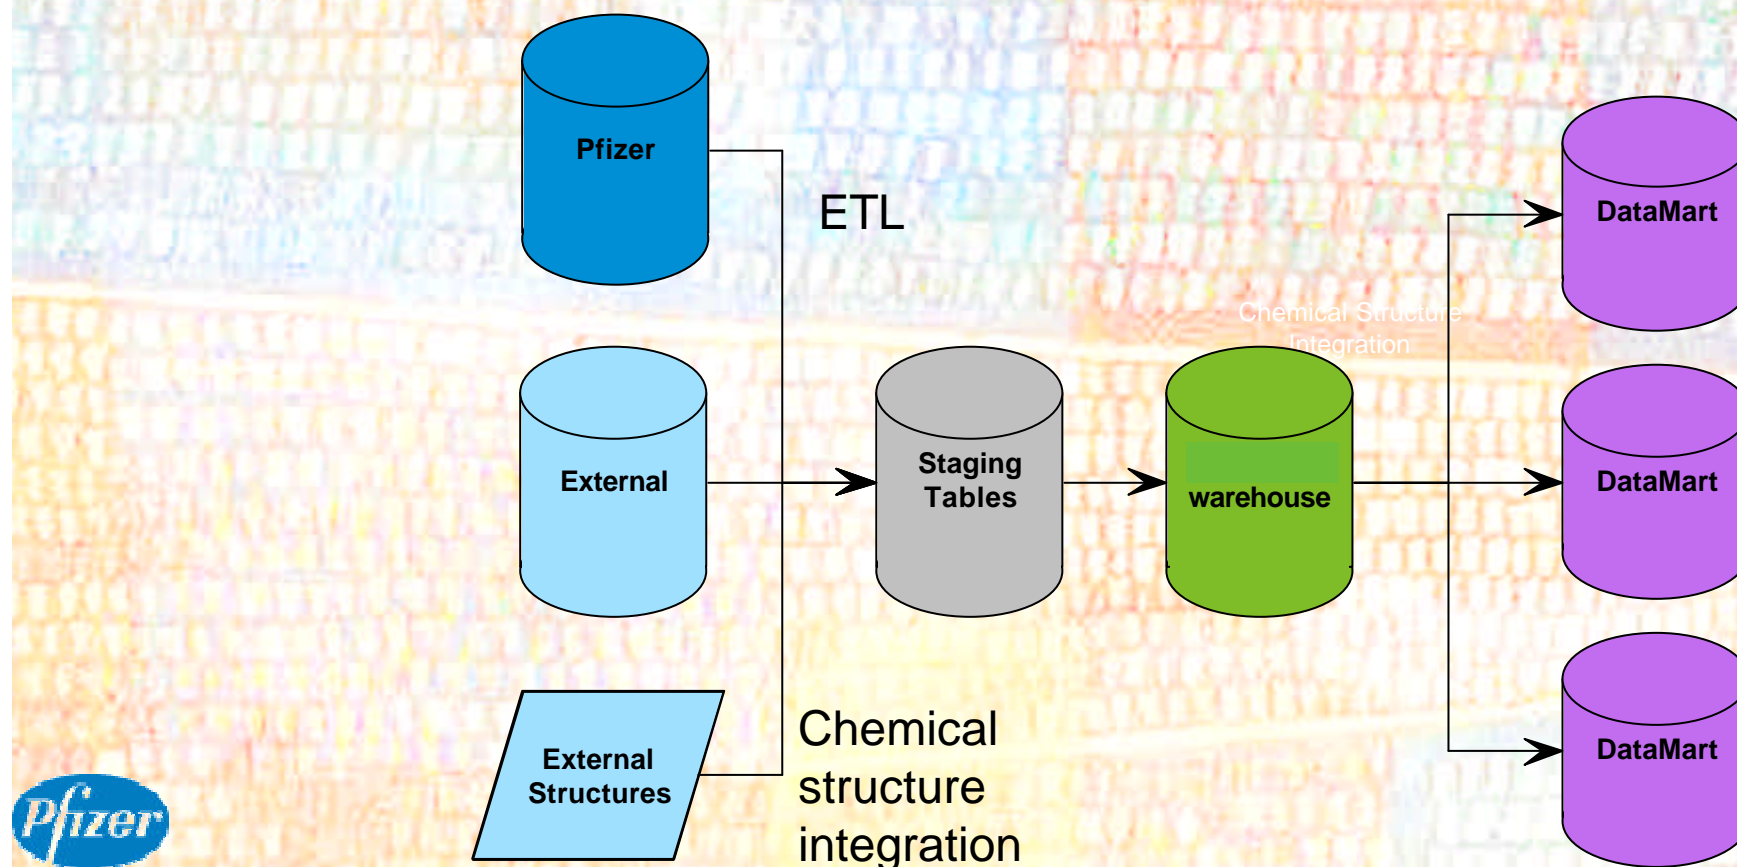 Pfizer
ETL
DataMart
Chemical Structure
Integration
External
Staging
Tables
warehouse
DataMart
External
Structures
Chemical
structure
integration
DataMart
Pfizer